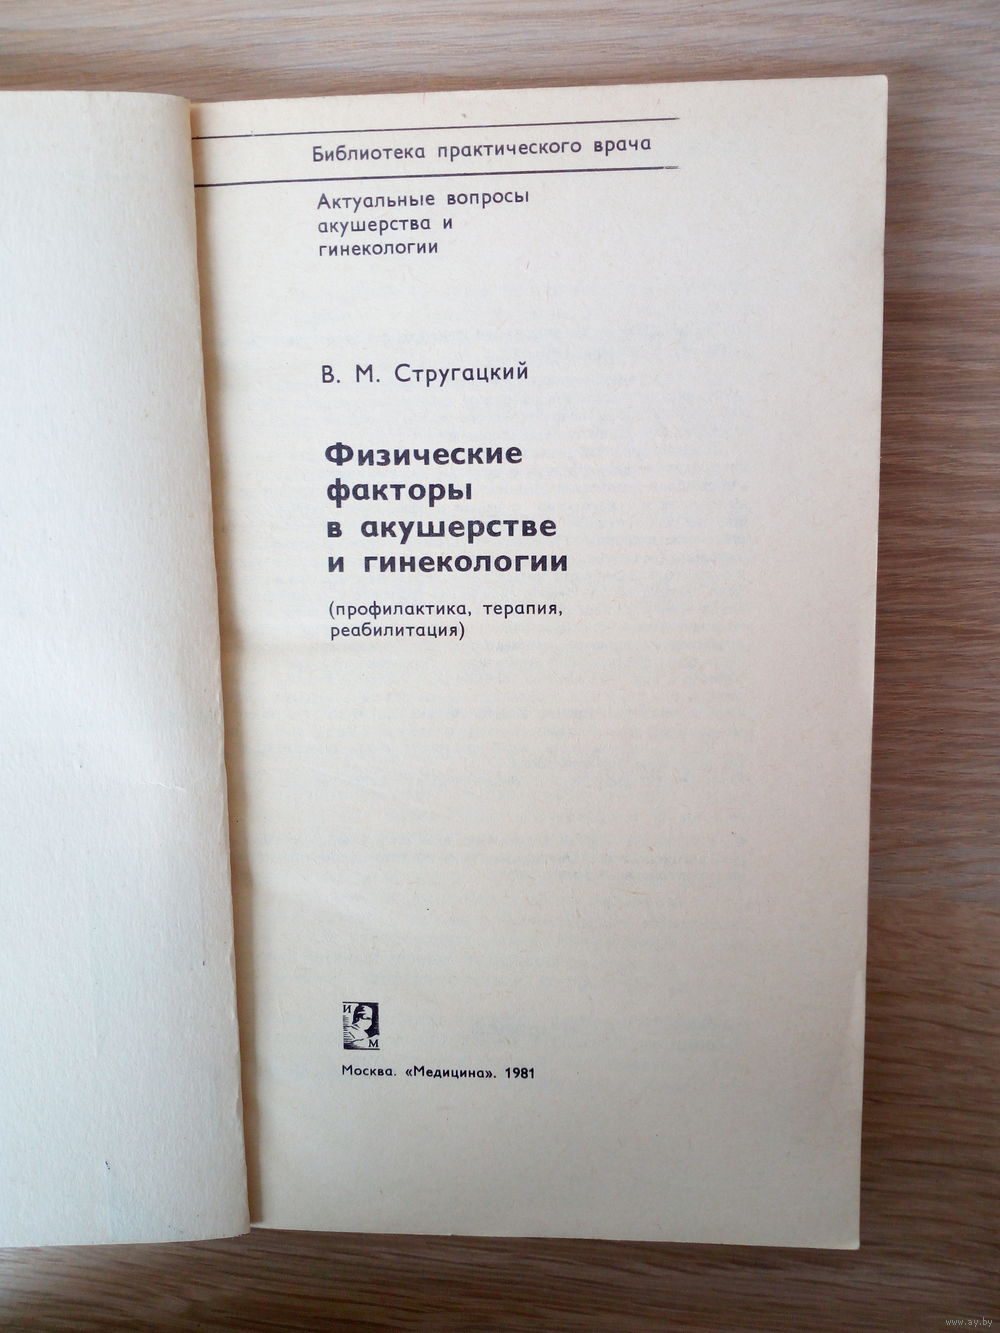 Библиотека практического врача
Актуальные вопросы
акушерства и
гинекологии
В. М. Стругацкий
Физические
факторы
в акушерстве
и гинекологии
(профилактика, терапия,
реабилитация)
И
М
Москва. «Медицина». 1981
www.ay.by